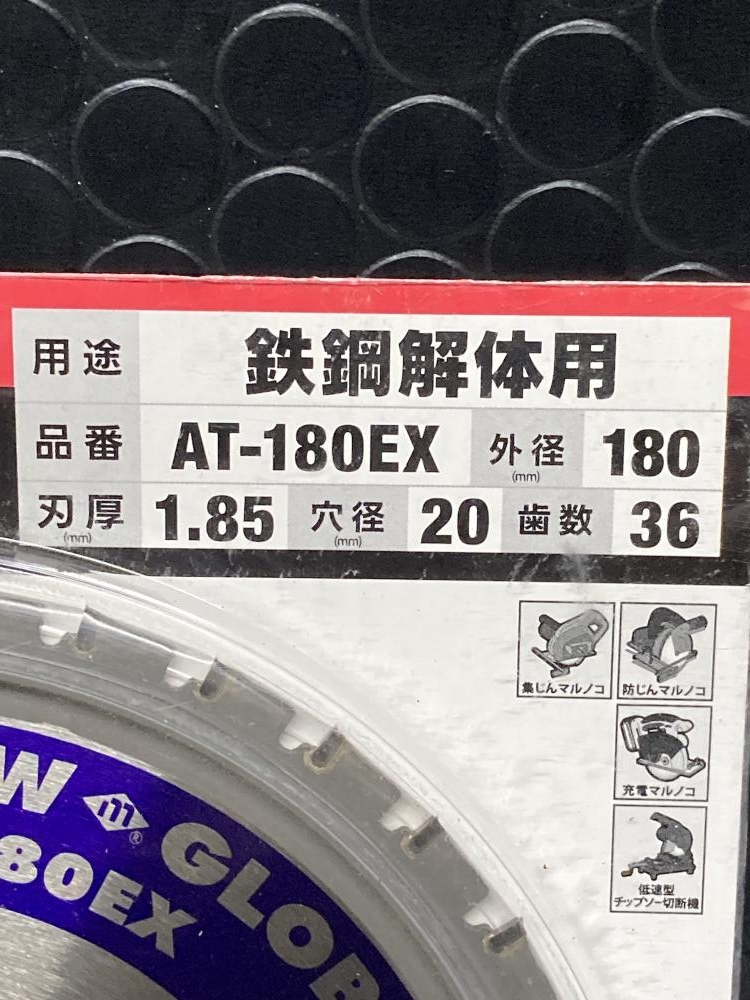 用途 鉄鋼解体用
品番 AT-180EX 外径(mm) 180
刃厚(mm) 1.85 穴径(mm) 20 歯数 36
集じんマルノコ 防じんマルノコ
充電マルノコ
低速型
チップソー切断機
W m® GLOB
80EX